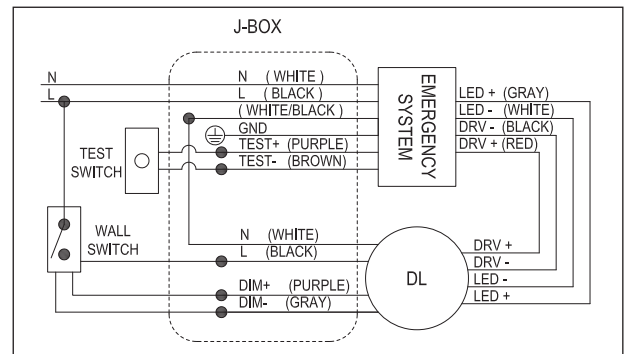 J-BOX
N
L
N ( WHITE )
L ( BLACK )
( WHITE/BLACK )
GND
TEST+ (PURPLE)
TEST- (BROWN)
EMERGENCY
SYSTEM
LED + (GRAY)
LED - (WHITE)
DRV - (BLACK)
DRV + (RED)
TEST
SWITCH
WALL
SWITCH
N (WHITE)
L (BLACK)
DIM+ (PURPLE)
DIM- (GRAY)
DL
DRV +
DRV -
LED -
LED +